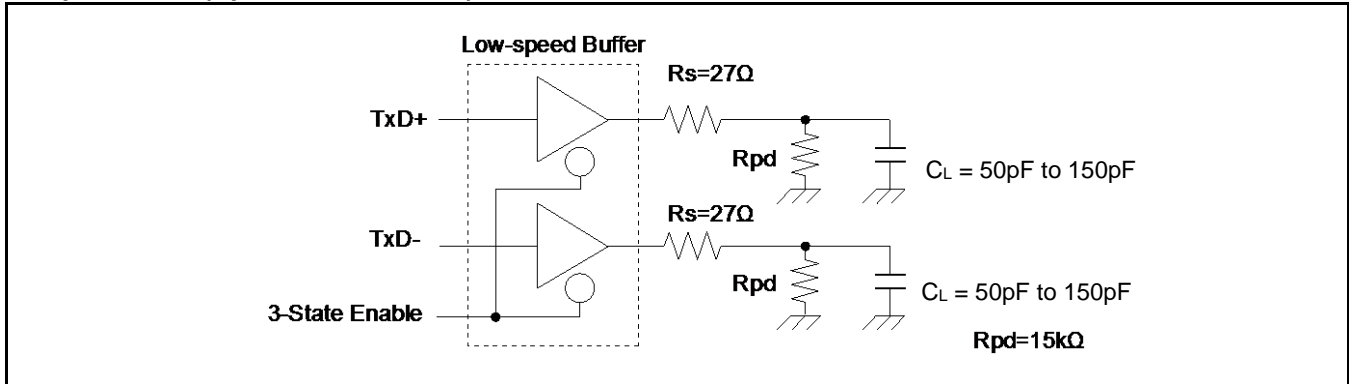 Low-speed Buffer
Rs=27Ω
TxD+
Rpd
CL = 50pF to 150pF
Rs=27Ω
TxD-
Rpd
CL = 50pF to 150pF
3-State Enable
Rpd=15kΩ